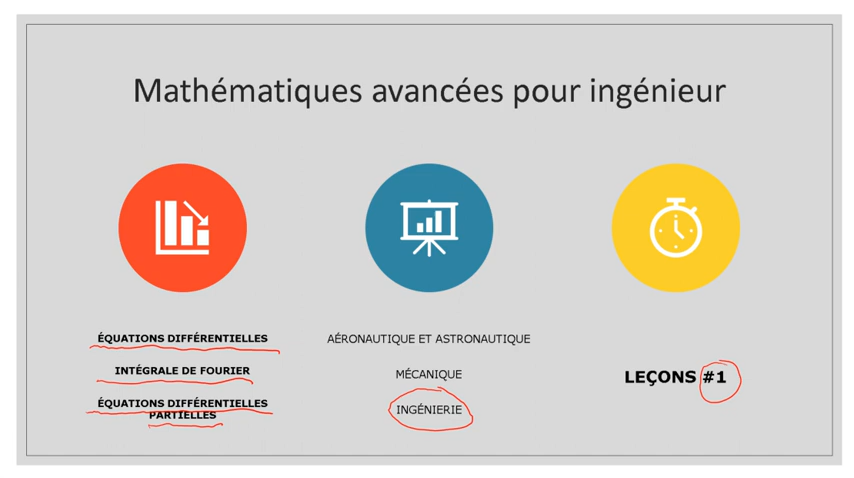 Mathématiques avancées pour ingénieur
ÉQUATIONS DIFFÉRENTIELLES
INTÉGRALE DE FOURIER
ÉQUATIONS DIFFÉRENTIELLES
PARTIELLES
AÉRONAUTIQUE ET ASTRONAUTIQUE
MÉCANIQUE
INGÉNIERIE
LEÇONS #1